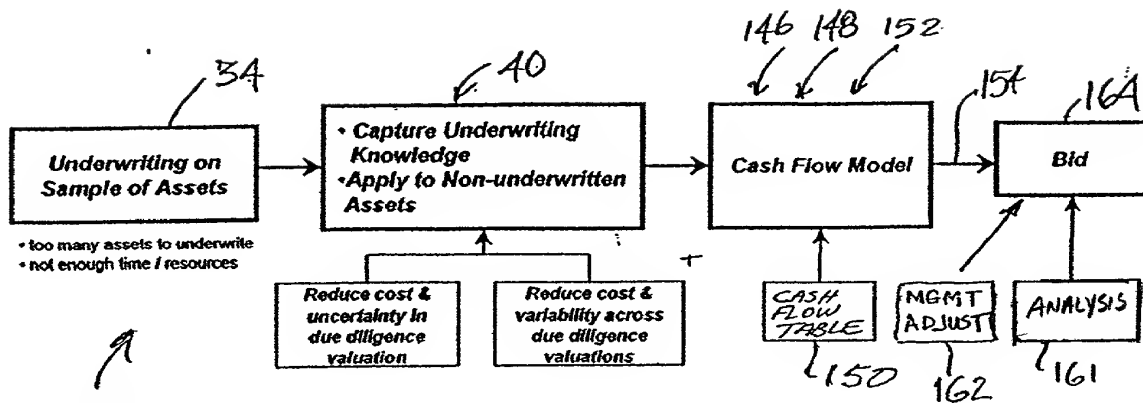 34
40
146 148 152
154
164
Underwriting on
Sample of Assets
• Capture Underwriting
Knowledge
• Apply to Non-underwritten
Assets
Cash Flow Model
Bid
• too many assets to underwrite
• not enough time / resources
Reduce cost &
uncertainty in
due diligence
valuation
Reduce cost &
variability across
due diligence
valuations
CASH
FLOW
TABLE
MGMT
ADJUST
ANALYSIS
150
162
161